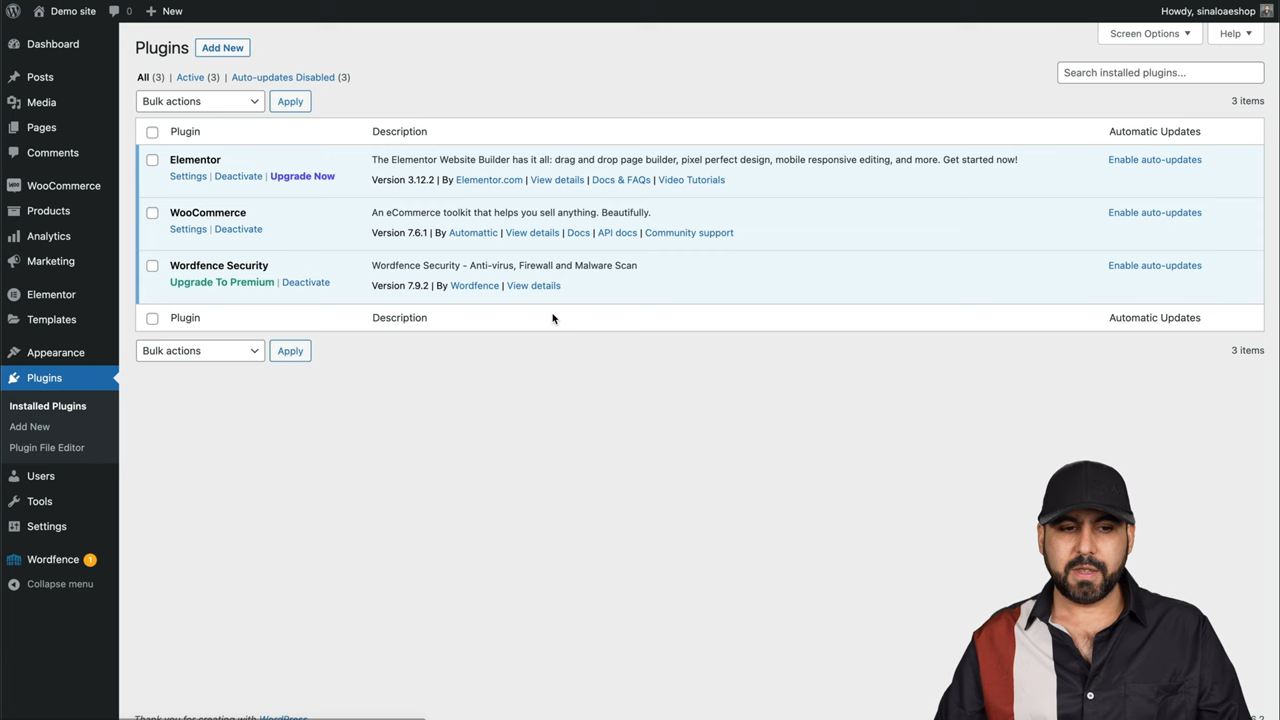 Demo site 0 New Howdy, sinaloaeshop
Screen Options Help
Dashboard
Posts
Media
Pages
Comments
WooCommerce
Products
Analytics
Marketing
Elementor
Templates
Appearance
Plugins
Installed Plugins
Add New
Plugin File Editor
Users
Tools
Settings
Wordfence 1
Collapse menu
Plugins Add New
All (3) | Active (3) | Auto-updates Disabled (3)
Search installed plugins...
Bulk actions Apply
3 items
Plugin Description Automatic Updates
Elementor The Elementor Website Builder has it all: drag and drop page builder, pixel perfect design, mobile responsive editing, and more. Get started now! Enable auto-updates
Settings | Deactivate | Upgrade Now Version 3.12.2 | By Elementor.com | View details | Docs & FAQs | Video Tutorials
WooCommerce An eCommerce toolkit that helps you sell anything. Beautifully. Enable auto-updates
Settings | Deactivate Version 7.6.1 | By Automattic | View details | Docs | API docs | Community support
Wordfence Security Wordfence Security - Anti-virus, Firewall and Malware Scan Enable auto-updates
Upgrade To Premium | Deactivate Version 7.9.2 | By Wordfence | View details
Plugin Description Automatic Updates
Bulk actions Apply 3 items
Thank you for creating with WordPress